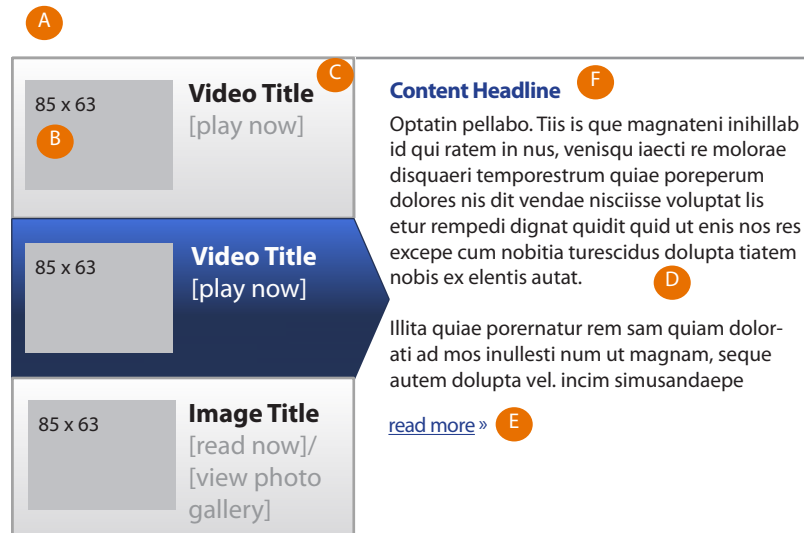 A
C
85 x 63
B
Video Title
[play now]
85 x 63
Video Title
[play now]
85 x 63
Image Title
[read now]/
[view photo
gallery]
Content Headline
F
Optatin pellabo. Tiis is que magnateni inihillab
id qui ratem in nus, venisqu iaecti re molorae
disquaeri temporestrum quiae poreperum
dolores nis dit vendae nisciisse voluptat lis
etur rempedi dignat quidit quid ut enis nos res
excepe cum nobitia turescidus dolupta tiatem
nobis ex elentis autat.
D
Illita quiae porernatur rem sam quiam dolor-
ati ad mos inullesti num ut magnam, seque
autem dolupta vel. incim simusandaepe
read more »
E